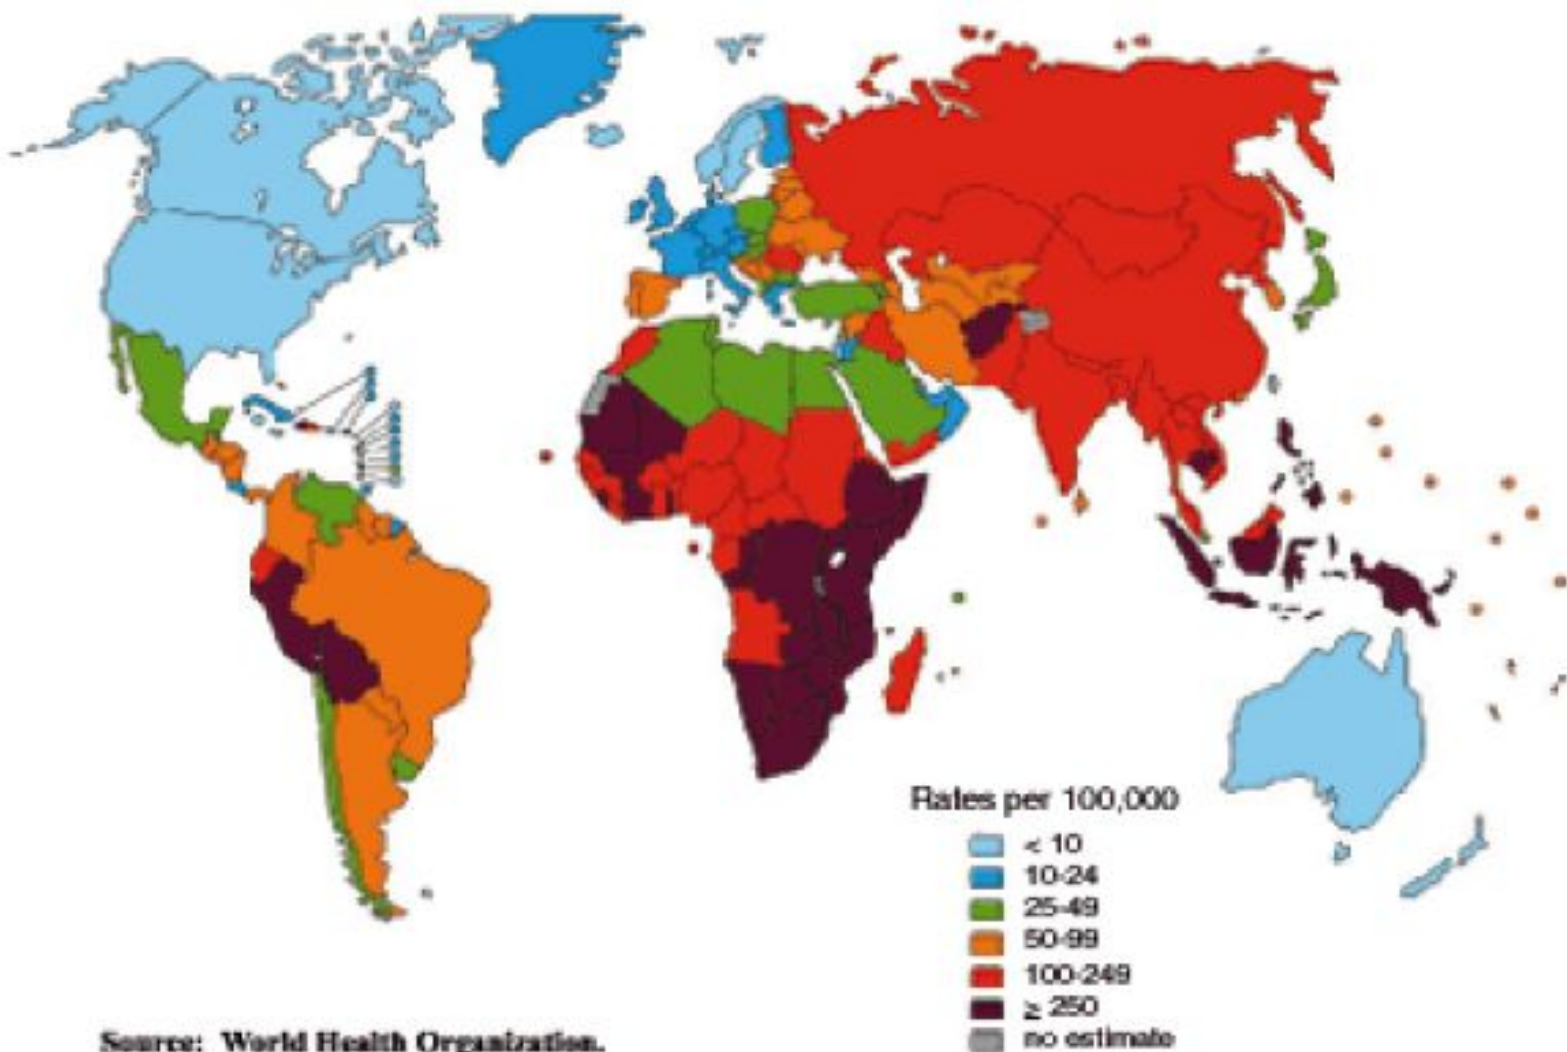 Rates per 100,000
< 10
10-24
25-49
50-99
100-249
≥ 250
no estimate
Source: World Health Organization.